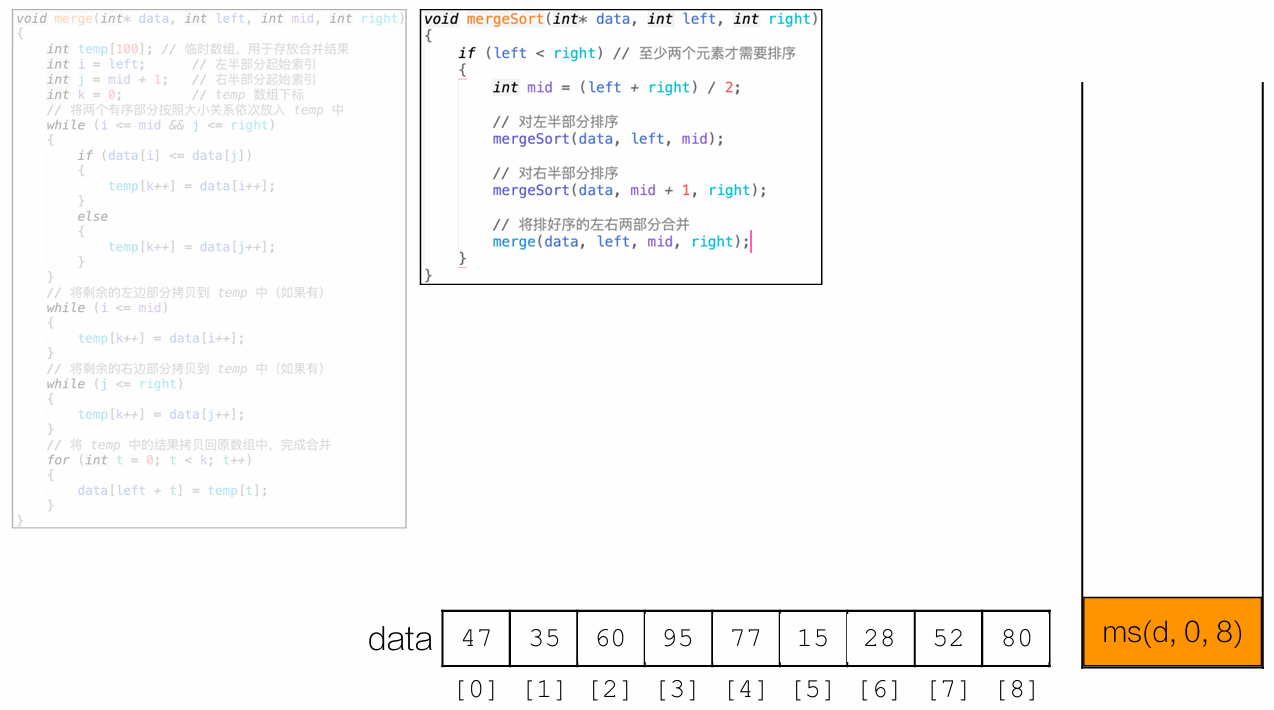 void merge(int* data, int left, int mid, int right)
{
int temp[100]; // 临时数组，用于存放合并结果
int i = left; // 左半部分起始索引
int j = mid + 1; // 右半部分起始索引
int k = 0; // temp 数组下标
// 将两个有序部分按照大小关系依次放入 temp 中
while (i <= mid && j <= right)
{
if (data[i] <= data[j])
{
temp[k++] = data[i++];
}
else
{
temp[k++] = data[j++];
}
}
// 将剩余的左边部分拷贝到 temp 中（如果有）
while (i <= mid)
{
temp[k++] = data[i++];
}
// 将剩余的右边部分拷贝到 temp 中（如果有）
while (j <= right)
{
temp[k++] = data[j++];
}
// 将 temp 中的结果拷贝回原数组中，完成合并
for (int t = 0; t < k; t++)
{
data[left + t] = temp[t];
}
}
void mergeSort(int* data, int left, int right)
{
if (left < right) // 至少两个元素才需要排序
{
int mid = (left + right) / 2;
// 对左半部分排序
mergeSort(data, left, mid);
// 对右半部分排序
mergeSort(data, mid + 1, right);
// 将排好序的左右两部分合并
merge(data, left, mid, right);
}
}
data 47 35 60 95 77 15 28 52 80
[0] [1] [2] [3] [4] [5] [6] [7] [8]
ms(d, 0, 8)